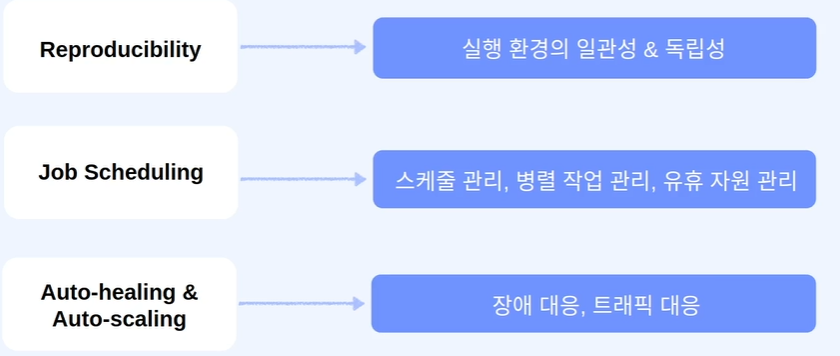 Reproducibility
실행 환경의 일관성 & 독립성
Job Scheduling
스케줄 관리, 병렬 작업 관리, 유휴 자원 관리
Auto-healing &
Auto-scaling
장애 대응, 트래픽 대응